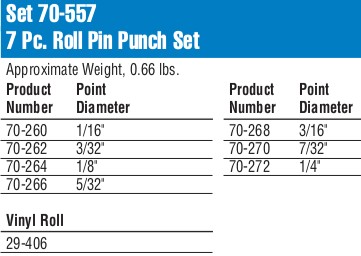 Set 70-557
7 Pc. Roll Pin Punch Set
Approximate Weight, 0.66 lbs.
Product Number Point Diameter
70-260 1/16"
70-262 3/32"
70-264 1/8"
70-266 5/32"
Product Number Point Diameter
70-268 3/16"
70-270 7/32"
70-272 1/4"
Vinyl Roll
29-406